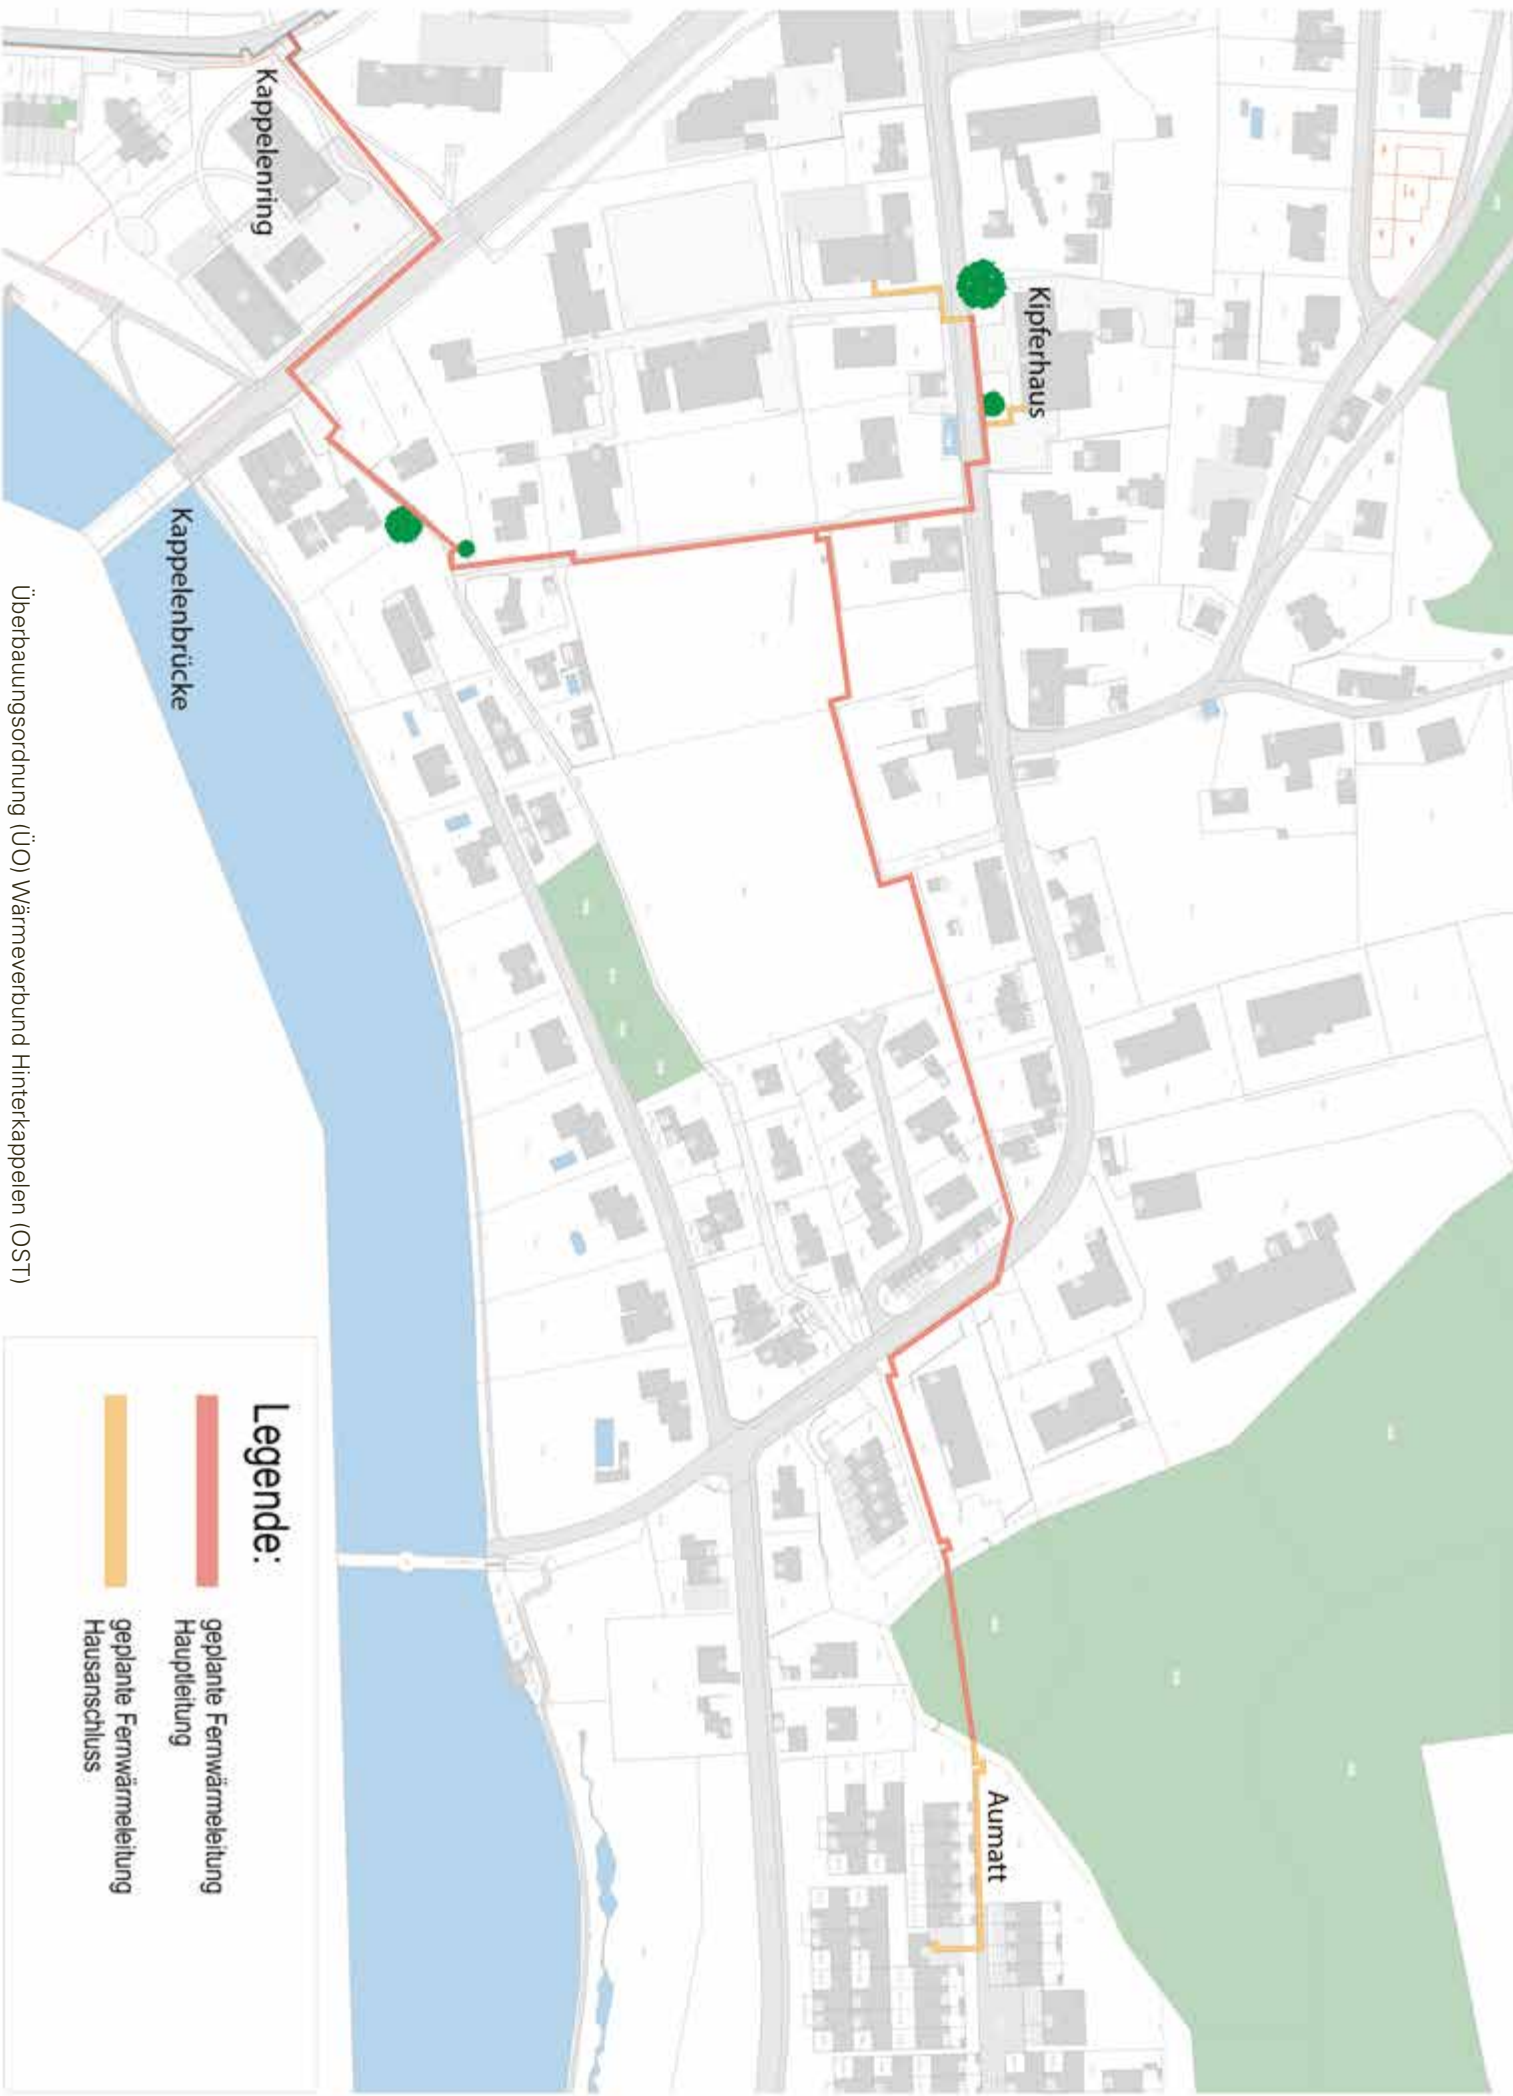 Kappelenring
Kipferhaus
Kappelenbrücke
Aumatt
Legende:
geplante Fernwärmeleitung
Hauptleitung
geplante Fernwärmeleitung
Hausanschluss
Überbauungsordnung (ÜO) Wärmeverbund Hinterkappelen (OST)